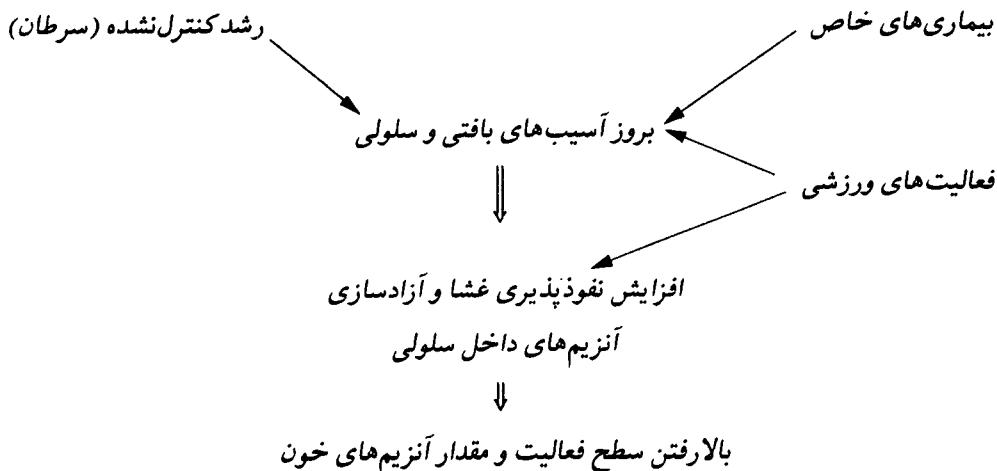 بیماری‌های خاص
رشد کنترل‌نشده (سرطان)
بروز آسیب‌های بافتی و سلولی
فعالیت‌های ورزشی
افزایش نفوذپذیری غشا و آزادسازی
آنزیم‌های داخل سلولی
بالارفتن سطح فعالیت و مقدار آنزیم‌های خون